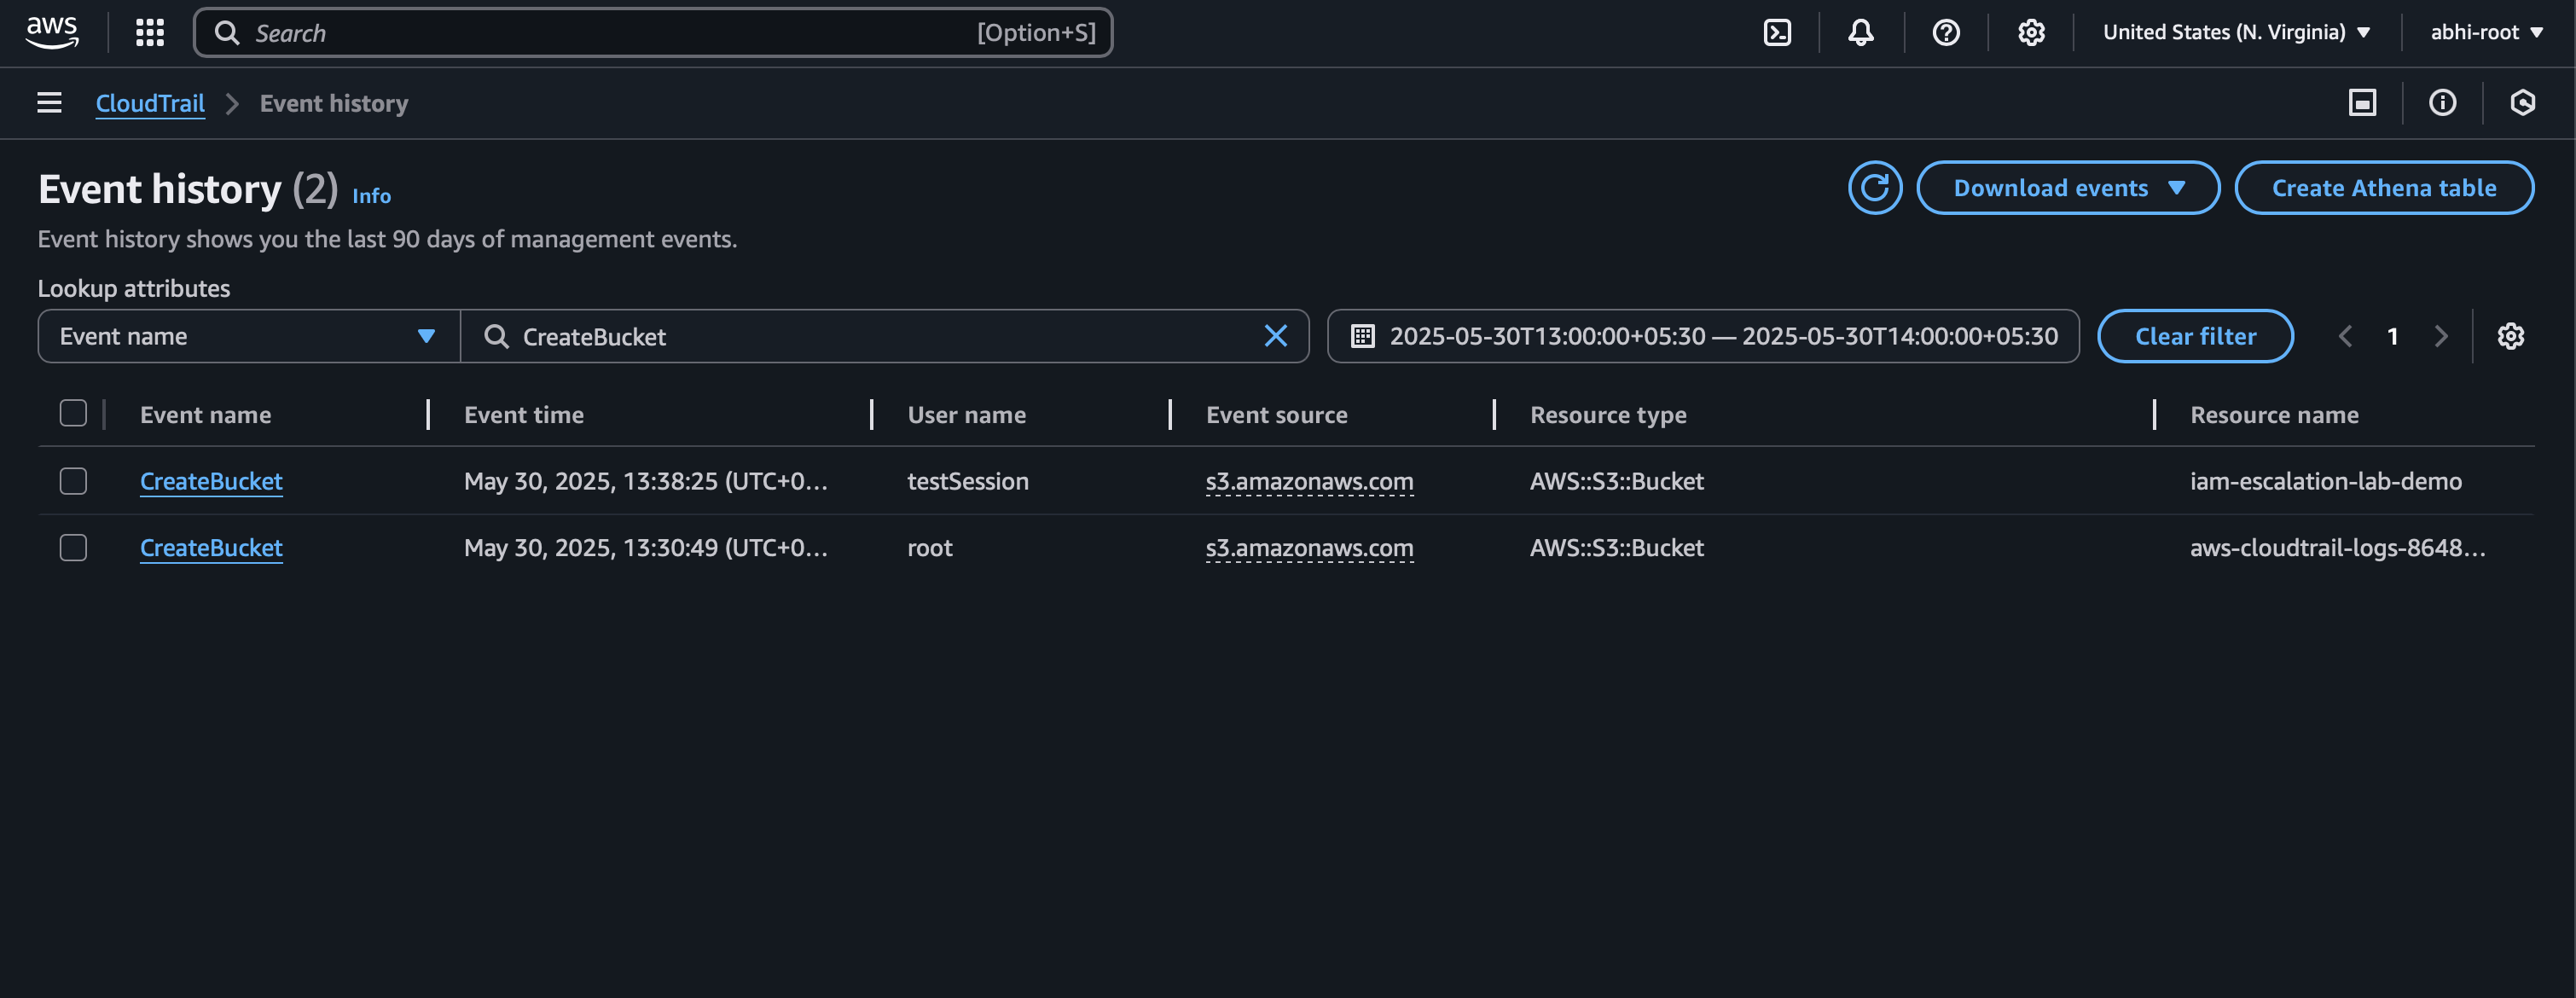 aws Search [Option+S] United States (N. Virginia) abhi-root
CloudTrail Event history
Event history (2) Info Download events Create Athena table
Event history shows you the last 90 days of management events.
Lookup attributes
Event name CreateBucket 2025-05-30T13:00:00+05:30 — 2025-05-30T14:00:00+05:30 Clear filter 1
Event name Event time User name Event source Resource type Resource name
CreateBucket May 30, 2025, 13:38:25 (UTC+0… testSession s3.amazonaws.com AWS::S3::Bucket iam-escalation-lab-demo
CreateBucket May 30, 2025, 13:30:49 (UTC+0… root s3.amazonaws.com AWS::S3::Bucket aws-cloudtrail-logs-8648…